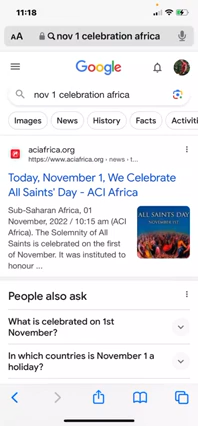 11:18
AA nov 1 celebration africa
Google
nov 1 celebration africa
Images News History Facts Activiti
aciafrica.org
https://www.aciafrica.org › news › 1...
Today, November 1, We Celebrate
All Saints' Day - ACI Africa
Sub-Saharan Africa, 01
November, 2022 / 10:15 am (ACI
Africa). The Solemnity of All
Saints is celebrated on the first
of November. It was instituted to
honour ...
ALL SAINTS DAY
People also ask
What is celebrated on 1st
November?
In which countries is November 1 a
holiday?